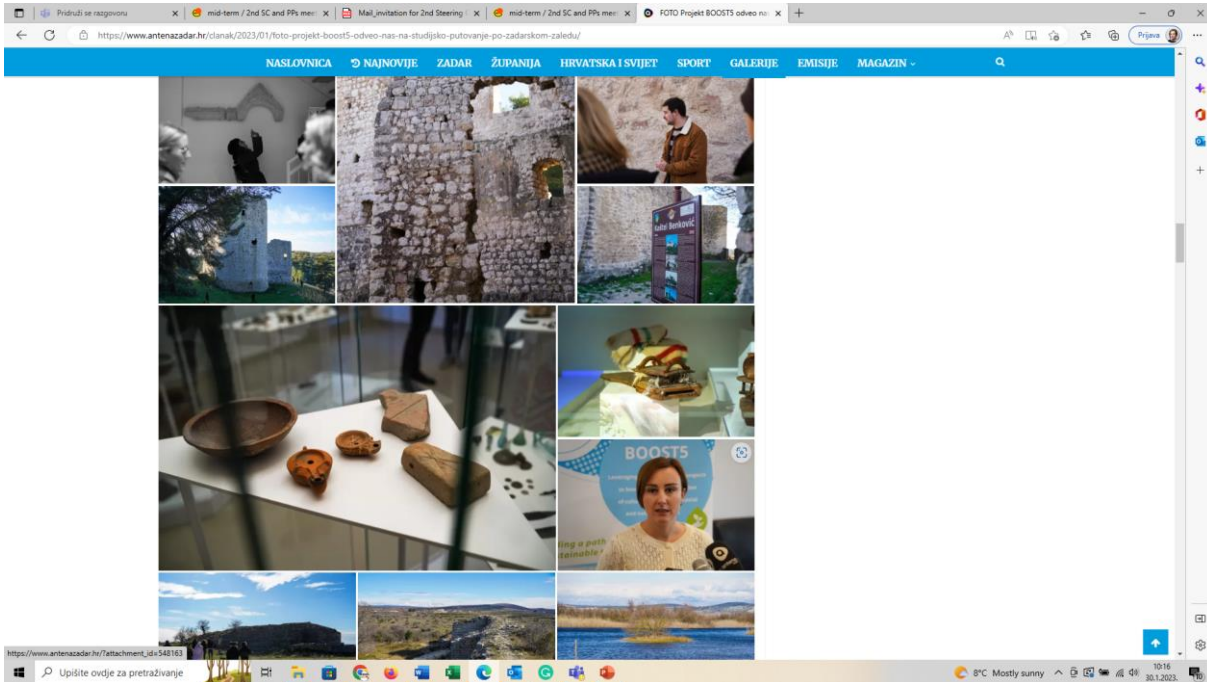 Pridruži se razgovoru
mid-term / 2nd SC and PPs mee
Mail_invitation for 2nd Steering
mid-term / 2nd SC and PPs mee
FOTO Projekt BOOST5 odveo nas
https://www.antenazadar.hr/clanak/2023/01/foto-projekt-boost5-odveo-nas-na-studijsko-putovanje-po-zadarskom-zaledu/
Prijava
NASLOVNICA
NAJNOVIJE
ZADAR
ŽUPANIJA
HRVATSKA I SVIJET
SPORT
GALERIJE
EMISIJE
MAGAZIN
Kaštel Benković
BOOST5
https://www.antenazadar.hr/?attachment_id=548163
Upišite ovdje za pretraživanje
8°C Mostly sunny
10:16
30.1.2023.